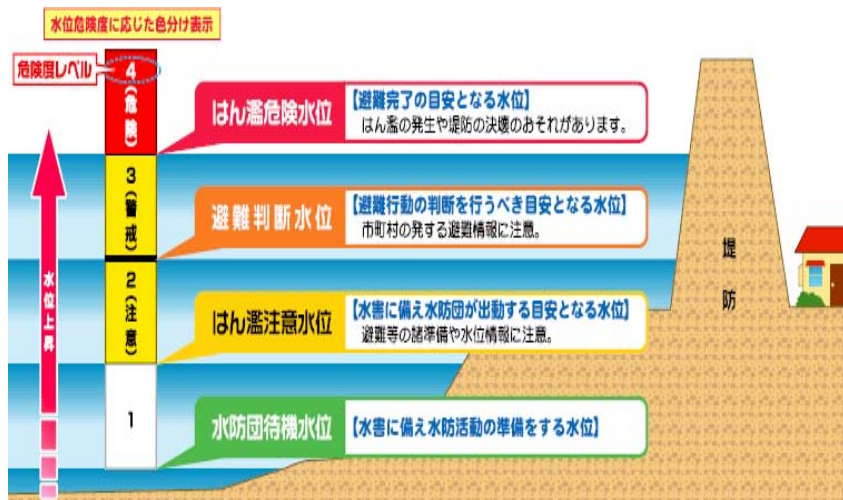 水位危険度に応じた色分け表示
危険度レベル
4(危険)
はん濫危険水位
【避難完了の目安となる水位】
はん濫の発生や堤防の決壊のおそれがあります。
3(警戒)
避難判断水位
【避難行動の判断を行うべき目安となる水位】
市町村の発する避難情報に注意。
2(注意)
はん濫注意水位
【水害に備え水防団が出動する目安となる水位】
避難等の諸準備や水位情報に注意。
1
水防団待機水位
【水害に備え水防活動の準備をする水位】
水位上昇
堤防